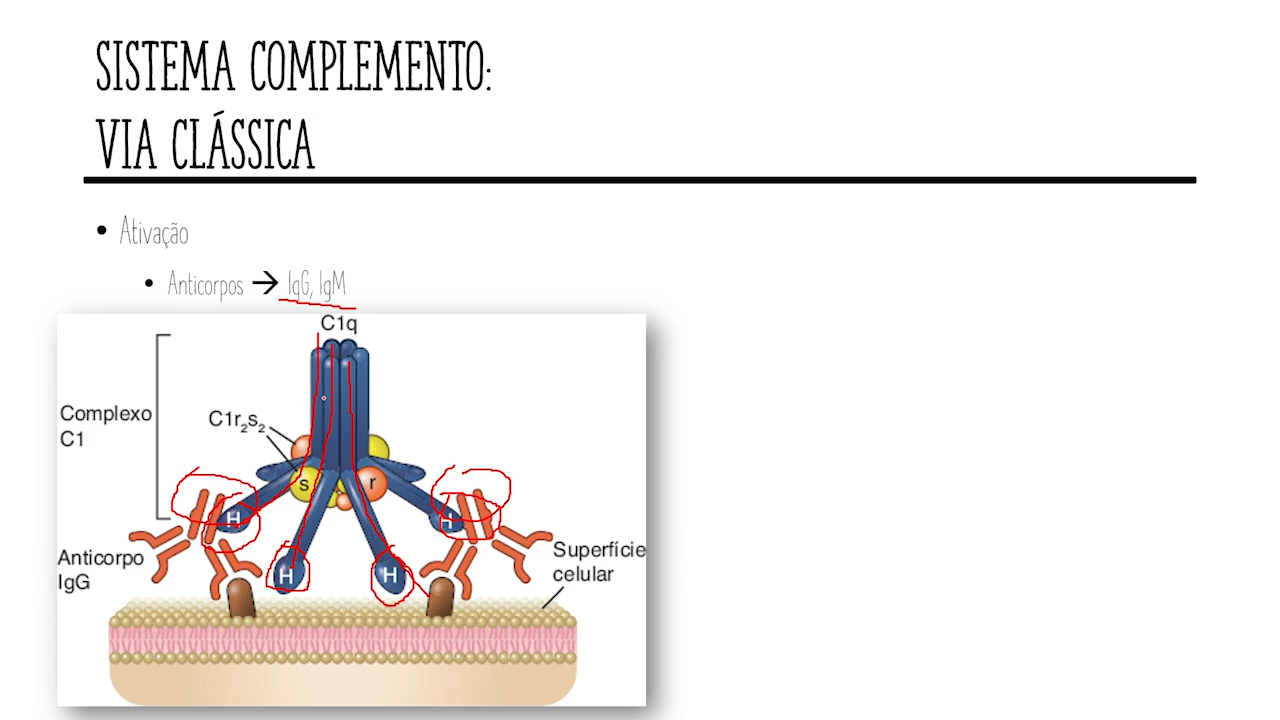 SISTEMA COMPLEMENTO:
VIA CLÁSSICA
• Ativação
• Anticorpos → IgG, IgM
C1q
Complexo
C1
C1r₂s₂
s
r
H
H
H
H
Anticorpo
IgG
Superfície
celular